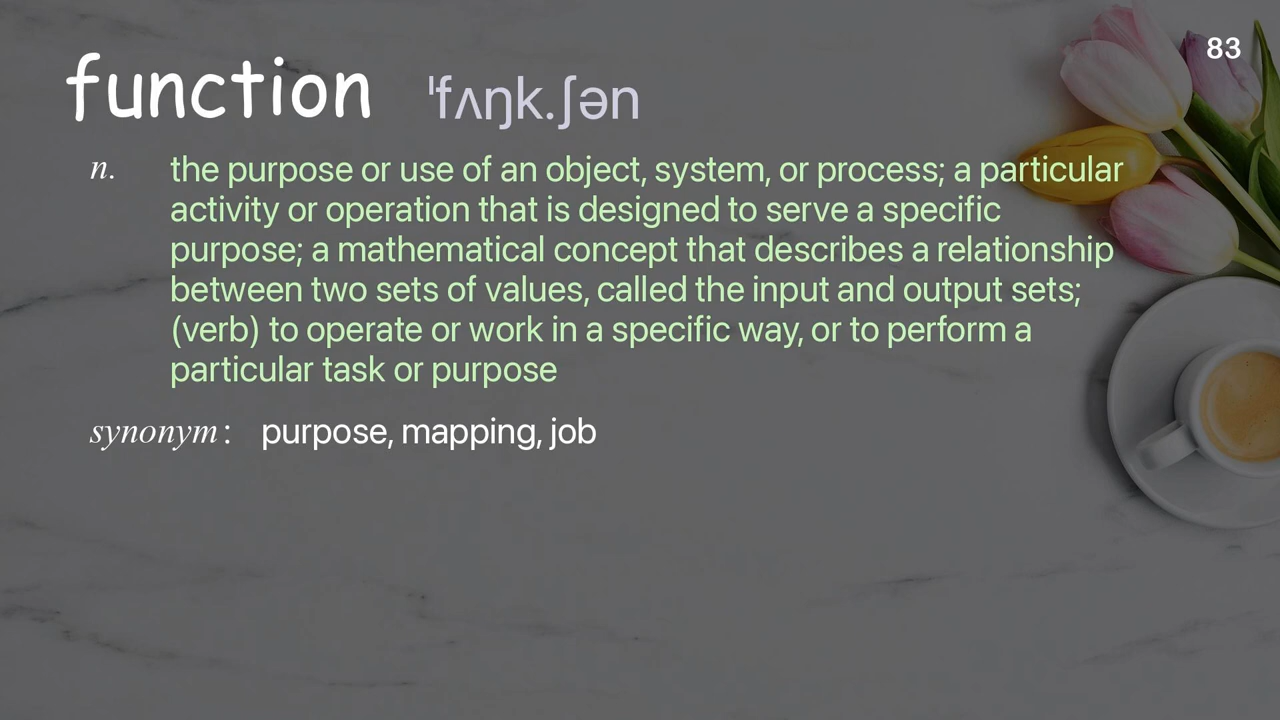 83
function ˈfʌŋk.ʃən
n. the purpose or use of an object, system, or process; a particular
activity or operation that is designed to serve a specific
purpose; a mathematical concept that describes a relationship
between two sets of values, called the input and output sets;
(verb) to operate or work in a specific way, or to perform a
particular task or purpose
synonym: purpose, mapping, job